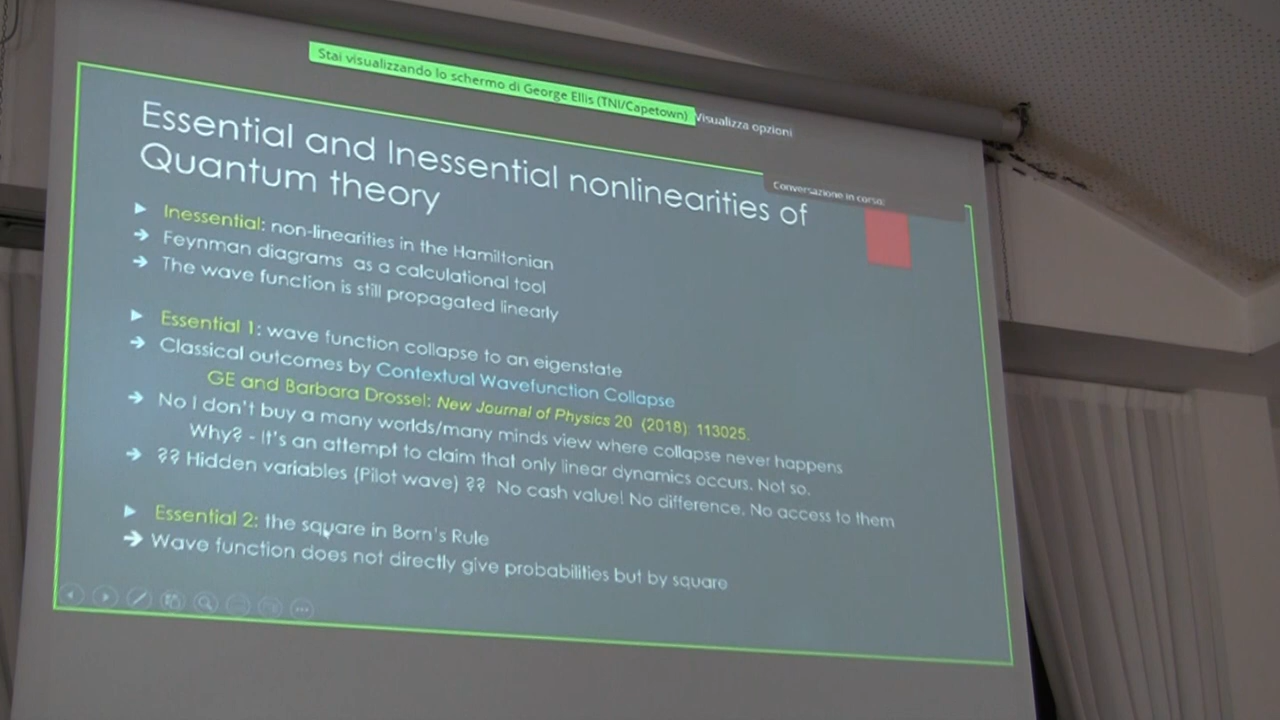 Stai visualizzando lo schermo di George Ellis (TNI/Capetown)
Visualizza opzioni
Conversazione in corso:
Essential and Inessential nonlinearities of
Quantum theory
Inessential: non-linearities in the Hamiltonian
Feynman diagrams as a calculational tool
The wave function is still propagated linearly
Essential 1: wave function collapse to an eigenstate
Classical outcomes by Contextual Wavefunction Collapse
GE and Barbara Drossel: New Journal of Physics 20 (2018): 113025.
No I don't buy a many worlds/many minds view where collapse never happens
Why? - It's an attempt to claim that only linear dynamics occurs. Not so.
?? Hidden variables (Pilot wave) ?? No cash value! No difference. No access to them
Essential 2: the square in Born's Rule
Wave function does not directly give probabilities but by square